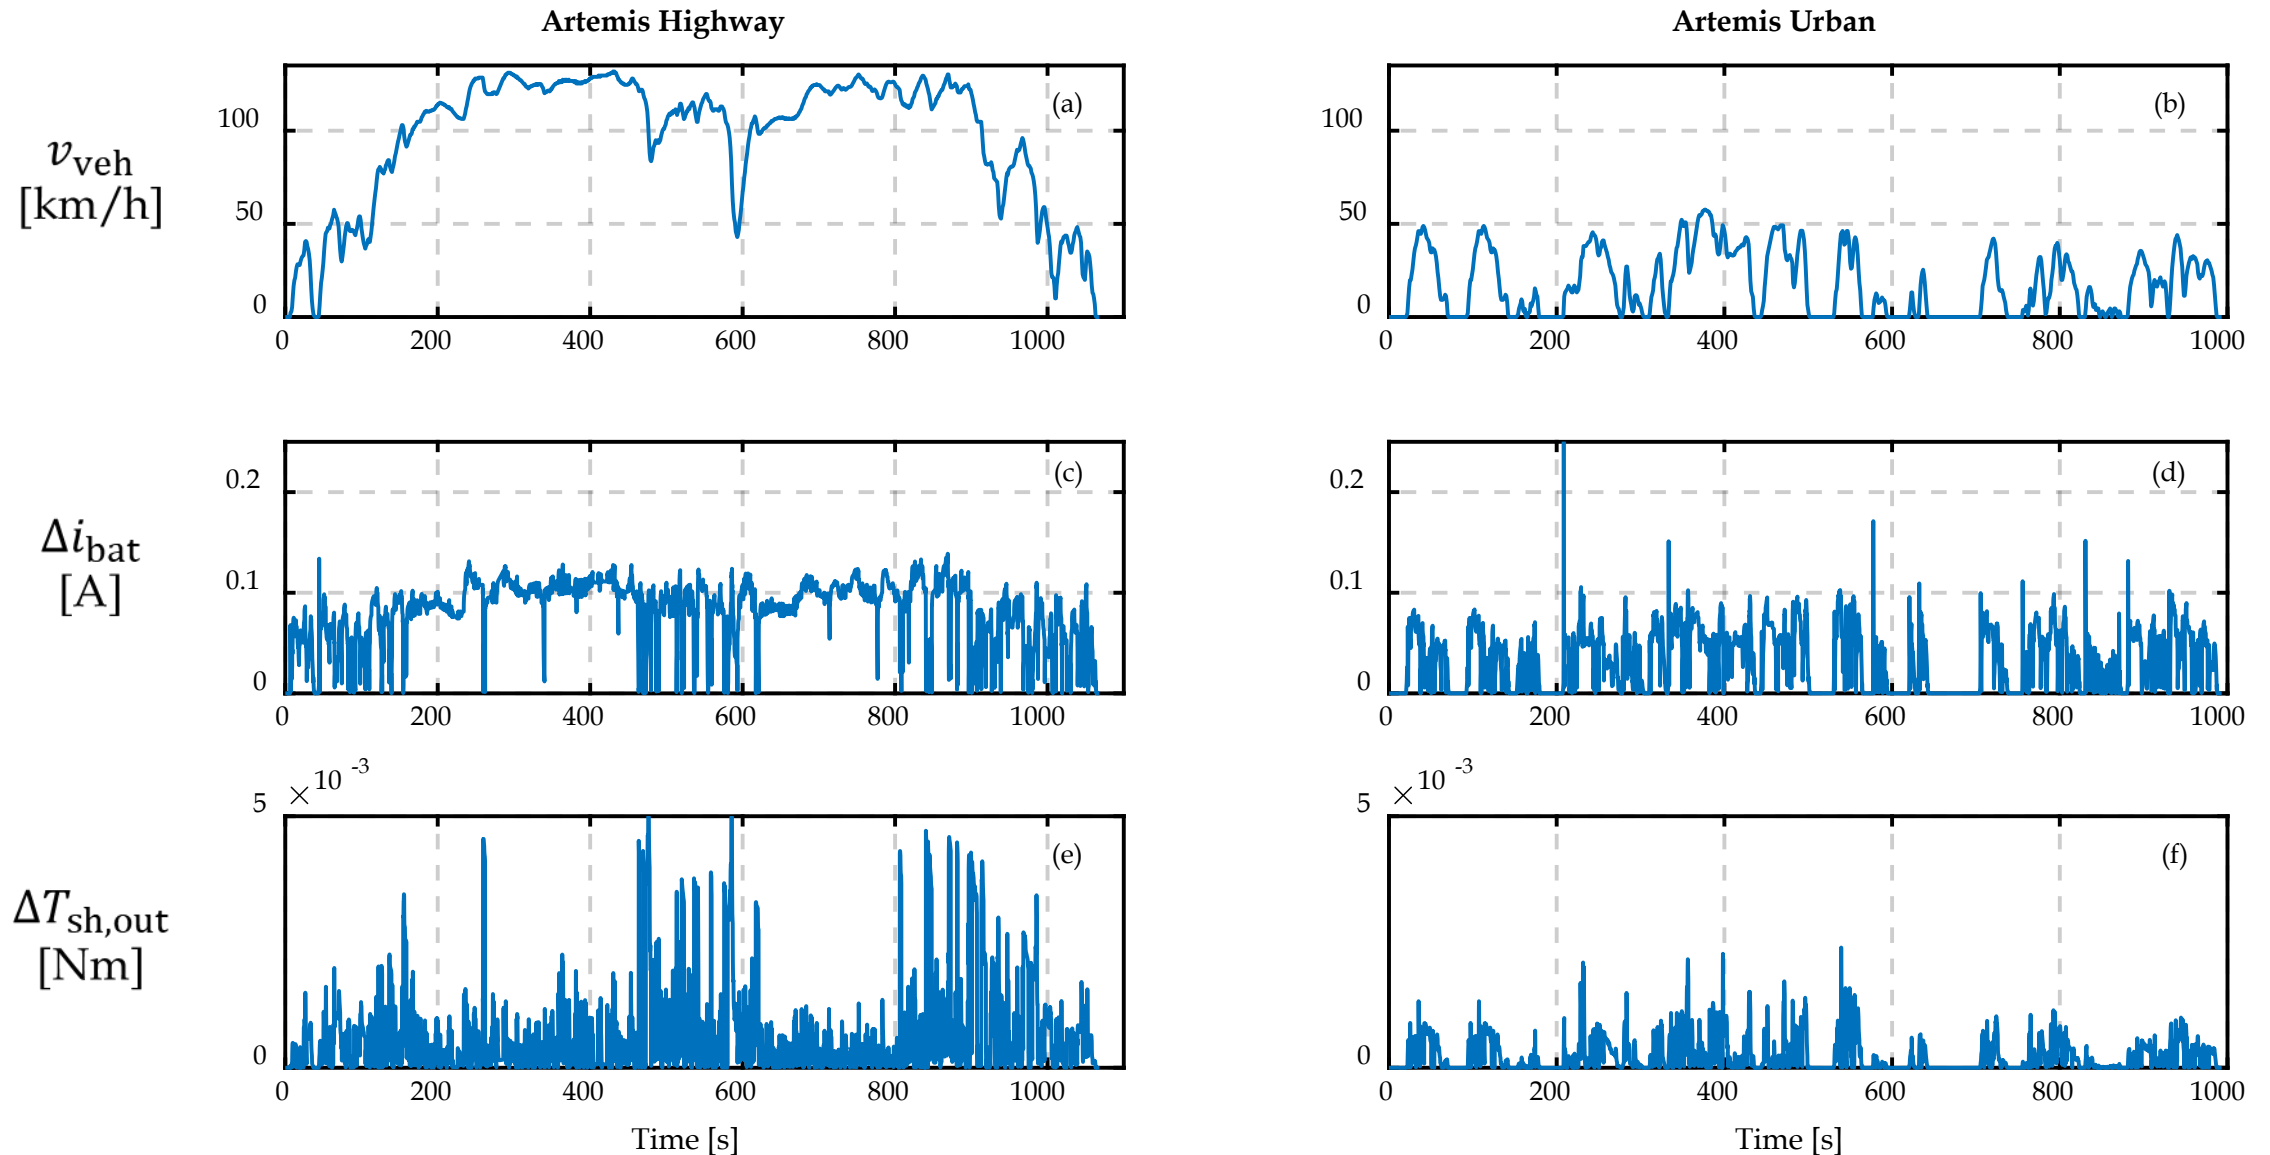 Artemis Highway
Artemis Urban
v_veh
[km/h]
100
50
0
(a)
0 200 400 600 800 1000
100
50
0
(b)
0 200 400 600 800 1000
Δi_bat
[A]
0.2
0.1
0
(c)
0 200 400 600 800 1000
0.2
0.1
0
(d)
0 200 400 600 800 1000
ΔT_sh,out
[Nm]
×10 -3
5
0
(e)
0 200 400 600 800 1000
Time [s]
×10 -3
5
0
(f)
0 200 400 600 800 1000
Time [s]